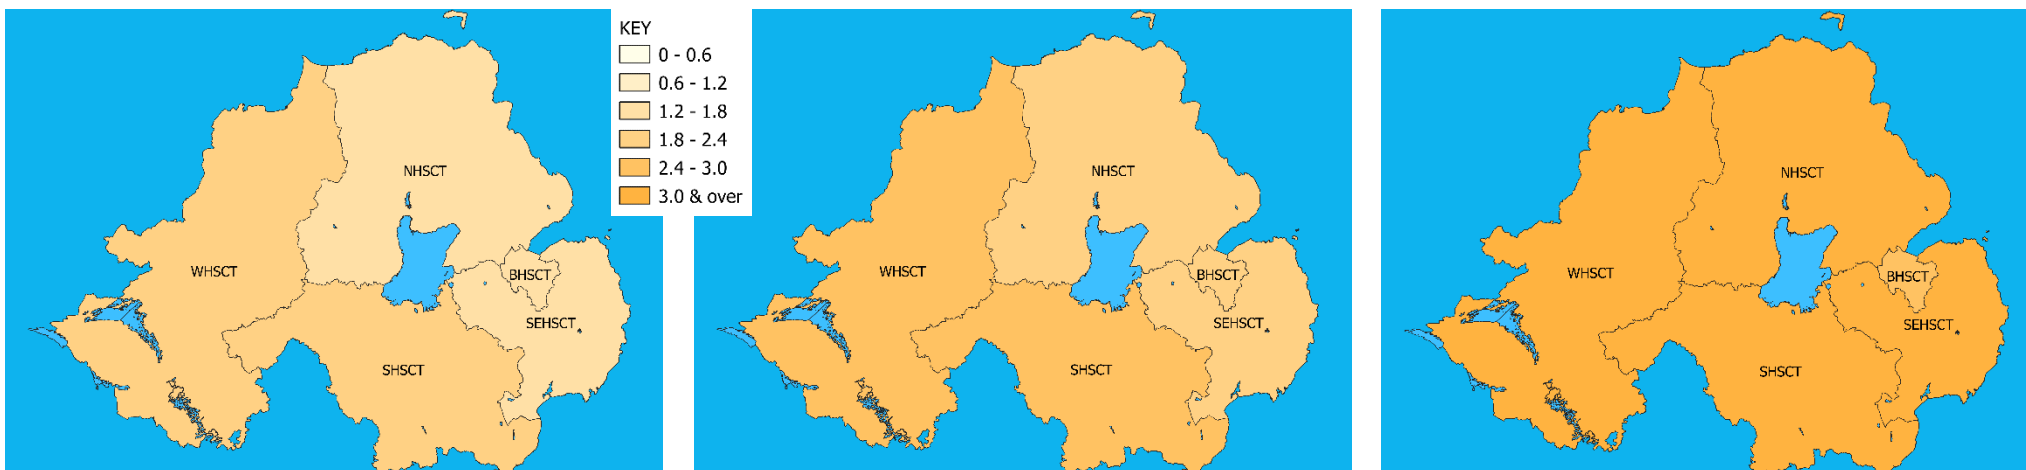 KEY
0 - 0.6
0.6 - 1.2
1.2 - 1.8
1.8 - 2.4
2.4 - 3.0
3.0 & over
NHSCT
WHSCT
BHSCT
SEHSCT
SHSCT
NHSCT
WHSCT
BHSCT
SEHSCT
SHSCT
NHSCT
WHSCT
BHSCT
SEHSCT
SHSCT